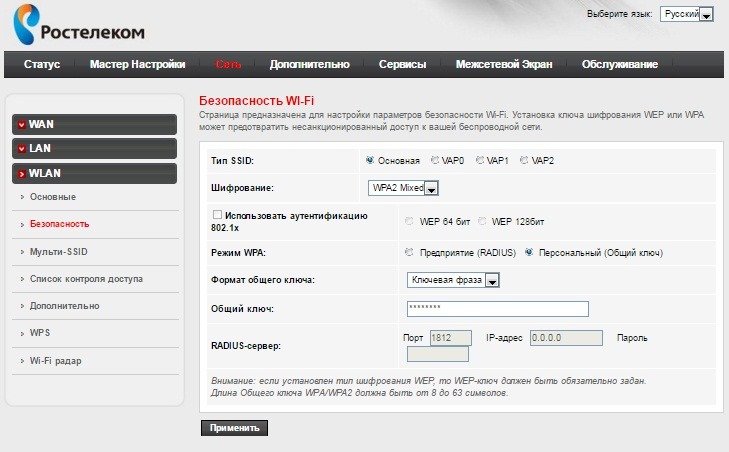 Ростелеком
Выберите язык: Русский
Статус Мастер Настройки Сеть Дополнительно Сервисы Межсетевой Экран Обслуживание
WAN
LAN
WLAN
Основные
Безопасность
Мульти-SSID
Список контроля доступа
Дополнительно
WPS
Wi-Fi радар
Безопасность WI-Fi
Страница предназначена для настройки параметров безопасности Wi-Fi. Установка ключа шифрования WEP или WPA
может предотвратить несанкционированный доступ к вашей беспроводной сети.
Тип SSID: Основная VAP0 VAP1 VAP2
Шифрование: WPA2 Mixed
Использовать аутентификацию
802.1x
WEP 64 бит WEP 128бит
Режим WPA: Предприятие (RADIUS) Персональный (Общий ключ)
Формат общего ключа: Ключевая фраза
Общий ключ: ********
RADIUS-сервер: Порт 1812 IP-адрес 0.0.0.0 Пароль
Внимание: если установлен тип шифрования WEP, то WEP-ключ должен быть обязательно задан.
Длина Общего ключа WPA/WPA2 должна быть от 8 до 63 символов.
Применить